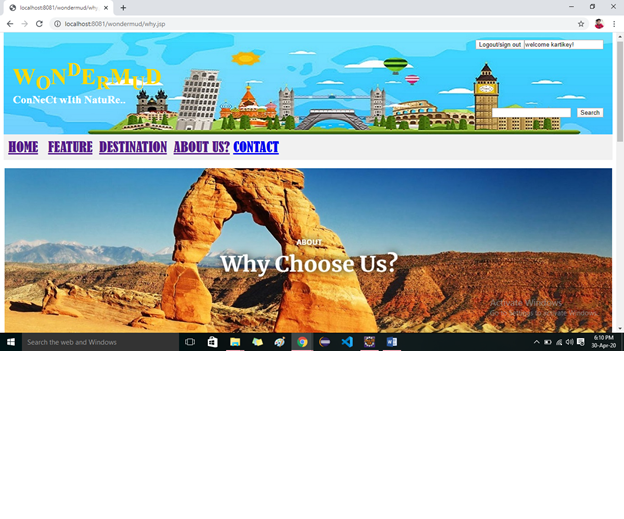 localhost:8081/wondermud/why.
localhost:8081/wondermud/why.jsp
Logout/sign out welcome kartikey!
WONDERMUD
ConNeCt wIth NatuRe..
Search
HOME FEATURE DESTINATION ABOUT US? CONTACT
ABOUT
Why Choose Us?
Activate Windows
Go to Settings to activate Windows.
Search the web and Windows
6:10 PM
30-Apr-20